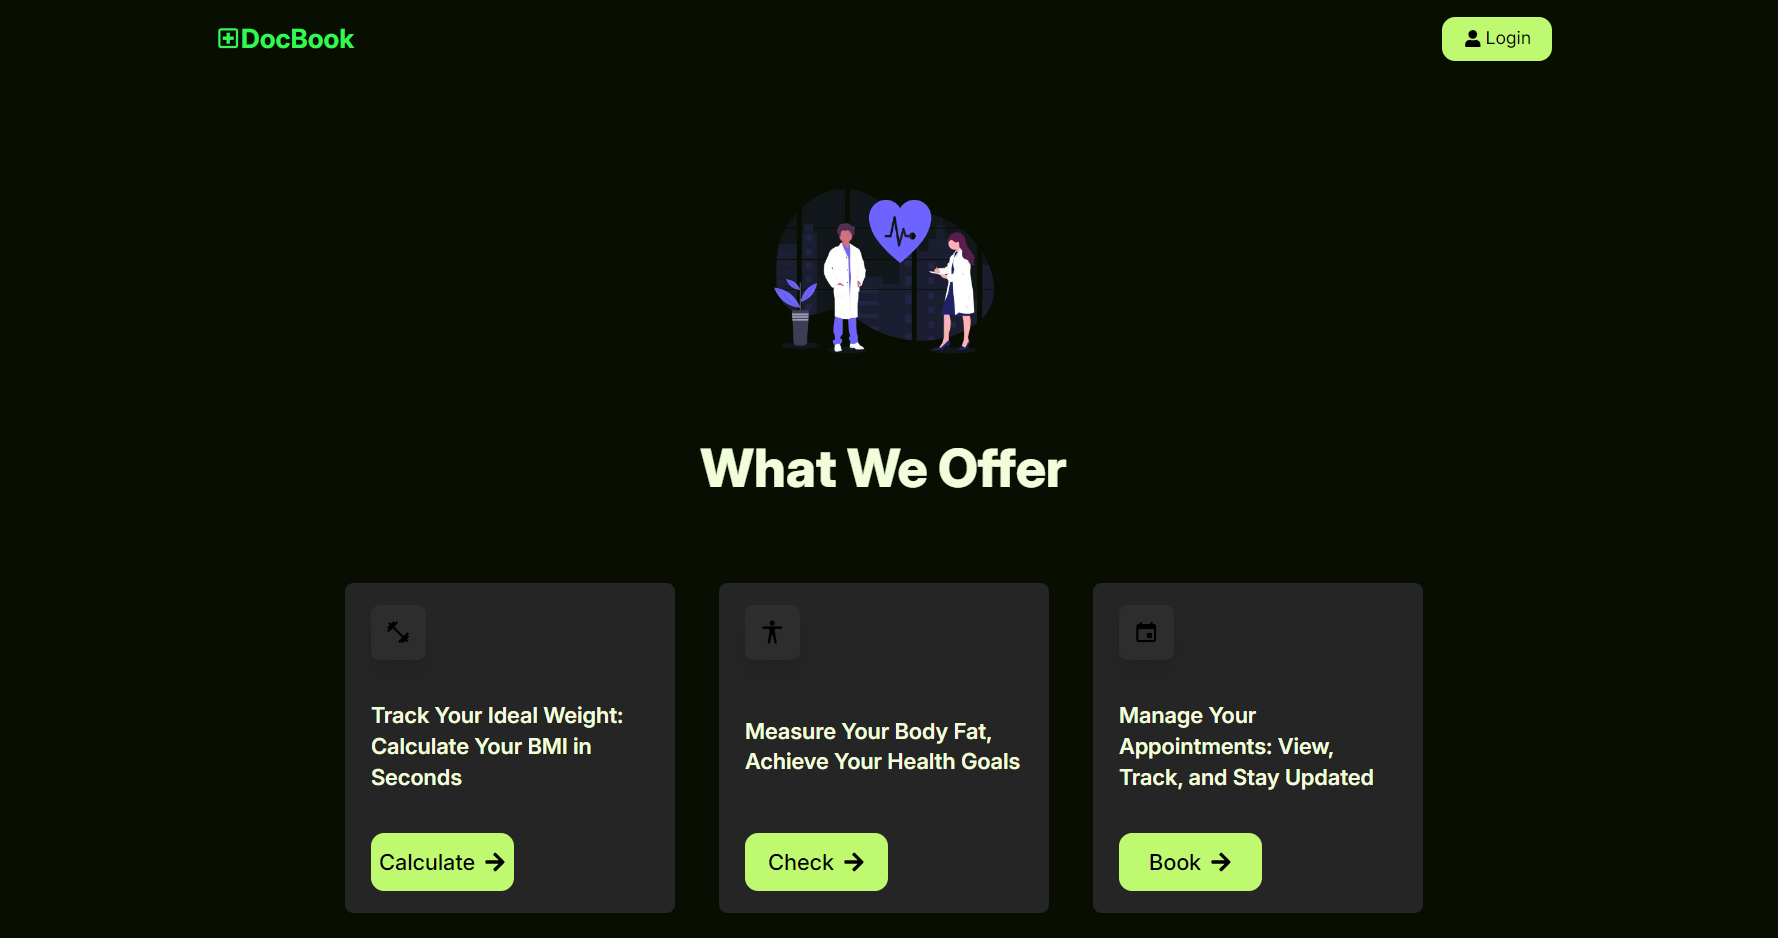 DocBook
Login
What We Offer
Track Your Ideal Weight:
Calculate Your BMI in
Seconds
Calculate
Measure Your Body Fat,
Achieve Your Health Goals
Check
Manage Your
Appointments: View,
Track, and Stay Updated
Book